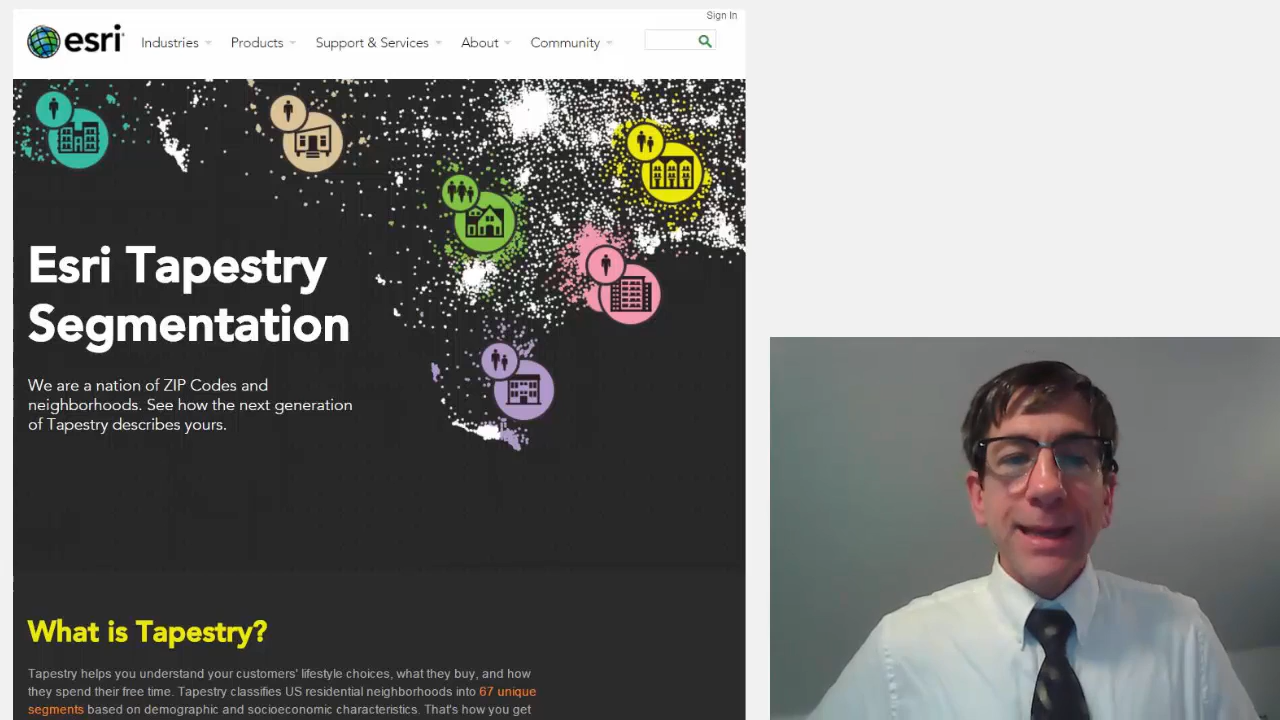 Sign In
esri Industries Products Support & Services About Community
Esri Tapestry
Segmentation
We are a nation of ZIP Codes and
neighborhoods. See how the next generation
of Tapestry describes yours.
What is Tapestry?
Tapestry helps you understand your customers' lifestyle choices, what they buy, and how
they spend their free time. Tapestry classifies US residential neighborhoods into 67 unique
segments based on demographic and socioeconomic characteristics. That's how you get